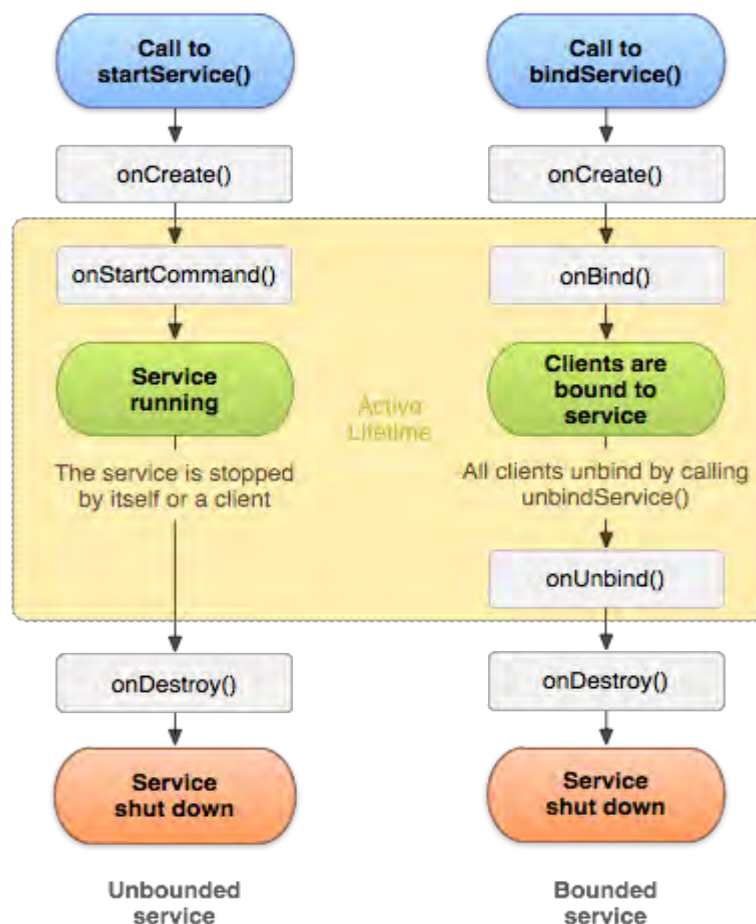 Call to
startService()
onCreate()
onStartCommand()
Service
running
The service is stopped
by itself or a client
onDestroy()
Service
shut down
Unbounded
service
Active
Lifetime
Call to
bindService()
onCreate()
onBind()
Clients are
bound to
service
All clients unbind by calling
unbindService()
onUnbind()
onDestroy()
Service
shut down
Bounded
service